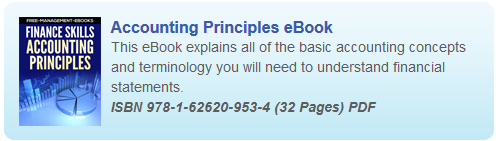 FREE-MANAGEMENT-EBOOKS
FINANCE SKILLS
ACCOUNTING
PRINCIPLES
Accounting Principles eBook
This eBook explains all of the basic accounting concepts
and terminology you will need to understand financial
statements.
ISBN 978-1-62620-953-4 (32 Pages) PDF